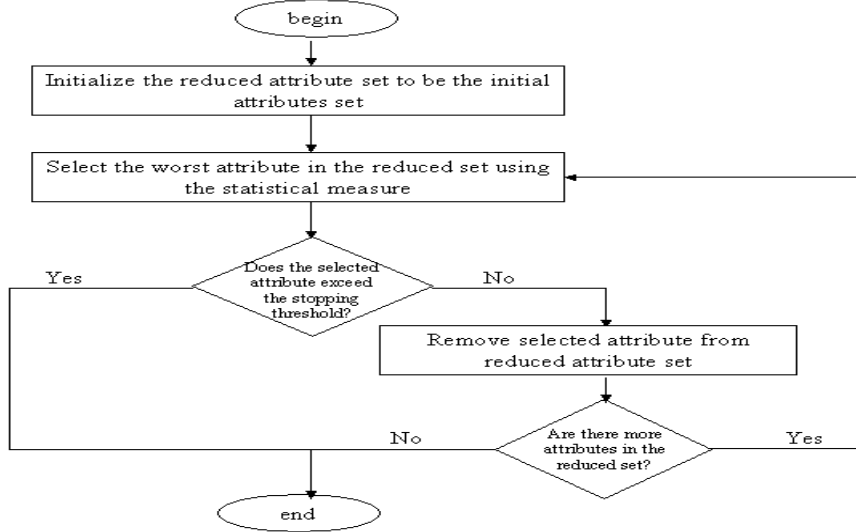 begin
Initialize the reduced attribute set to be the initial
attributes set
Select the worst attribute in the reduced set using
the statistical measure
Does the selected
attribute exceed
the stopping
threshold?
Yes
No
Remove selected attribute from
reduced attribute set
Are there more
attributes in the
reduced set?
No
Yes
end